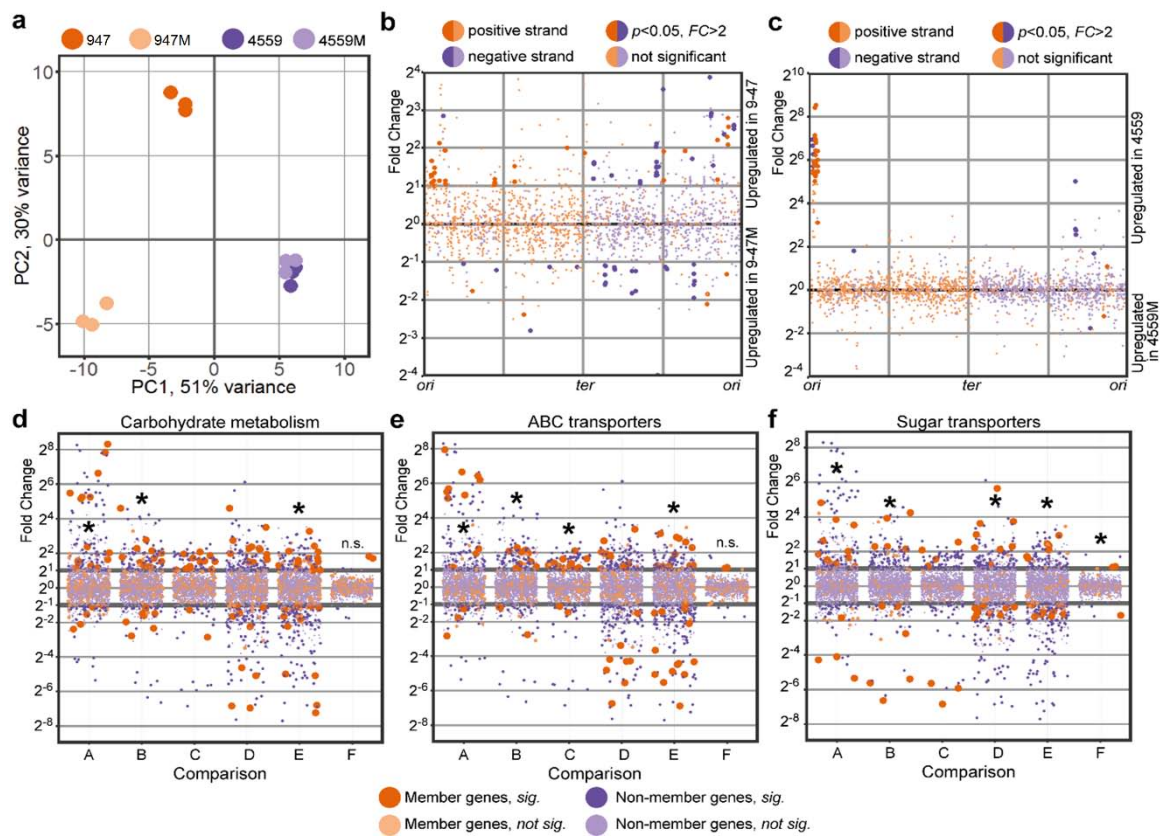 a
947
947M
4559
4559M
10
5
0
-5
PC2, 30% variance
-10
-5
0
5
10
PC1, 51% variance
b
positive strand
p<0.05, FC>2
negative strand
not significant
Fold Change
2^4
2^3
2^2
2^1
2^0
2^-1
2^-2
2^-3
2^-4
ori
ter
ori
Upregulated in 9-47
Upregulated in 9-47M
c
positive strand
p<0.05, FC>2
negative strand
not significant
Fold Change
2^10
2^8
2^6
2^4
2^2
2^0
2^-2
2^-4
ori
ter
ori
Upregulated in 4559
Upregulated
in 4559M
d
Carbohydrate metabolism
Fold Change
2^8
2^6
2^4
2^2
2^1
2^0
2^-1
2^-2
2^-4
2^-6
2^-8
*
*
*
n.s.
A
B
C
D
E
F
Comparison
e
ABC transporters
Fold Change
2^8
2^6
2^4
2^2
2^1
2^0
2^-1
2^-2
2^-4
2^-6
2^-8
*
*
*
*
n.s.
A
B
C
D
E
F
Comparison
f
Sugar transporters
Fold Change
2^8
2^6
2^4
2^2
2^1
2^0
2^-1
2^-2
2^-4
2^-6
2^-8
*
*
*
*
*
A
B
C
D
E
F
Comparison
Member genes, sig.
Non-member genes, sig.
Member genes, not sig.
Non-member genes, not sig.